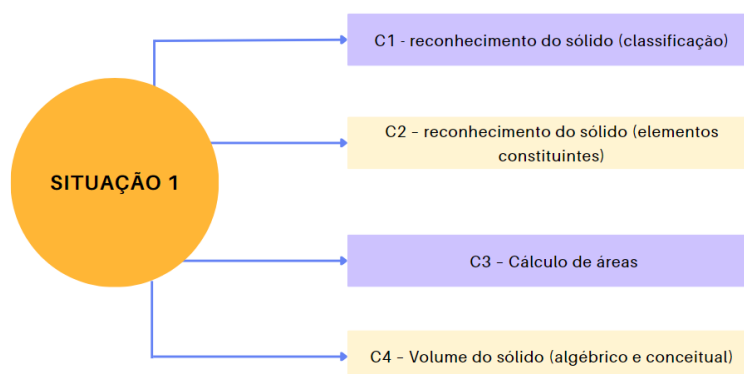 C1 - reconhecimento do sólido (classificação)
C2 – reconhecimento do sólido (elementos
constituintes)
SITUAÇÃO 1
C3 – Cálculo de áreas
C4 – Volume do sólido (algébrico e conceitual)